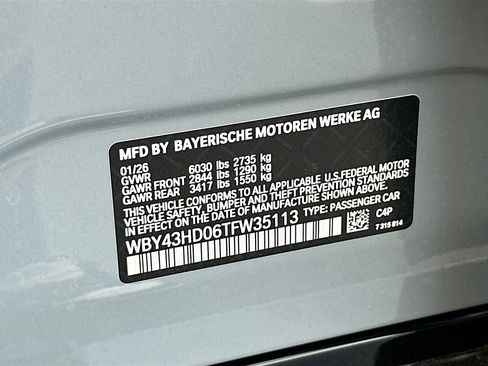 MFD BY BAYERISCHE MOTOREN WERKE AG
01/26
GVWR 6030 lbs 2735 kg
GAWR FRONT 2844 lbs 1290 kg
GAWR REAR 3417 lbs 1550 kg
THIS VEHICLE CONFORMS TO ALL APPLICABLE U.S.FEDERAL MOTOR
VEHICLE SAFETY, BUMPER AND THEFT PREVENTION STANDARDS
IN EFFECT ON THE DATE OF MANUFACTURE SHOWN ABOVE.
WBY43HD06TFW35113 TYPE: PASSENGER CAR
C4P
7 315 614